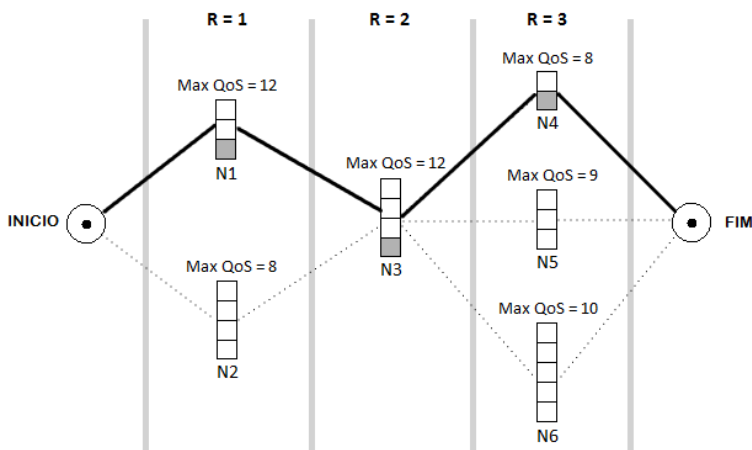 R = 1
R = 2
R = 3
Max QoS = 12
N1
Max QoS = 8
N4
Max QoS = 12
N3
Max QoS = 9
N5
INICIO
FIM
Max QoS = 8
N2
Max QoS = 10
N6